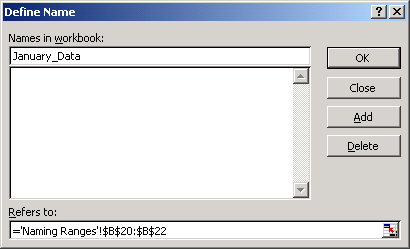 Define Name
Names in workbook:
January_Data
OK
Close
Add
Delete
Refers to:
='Naming Ranges'!$B$20:$B$22